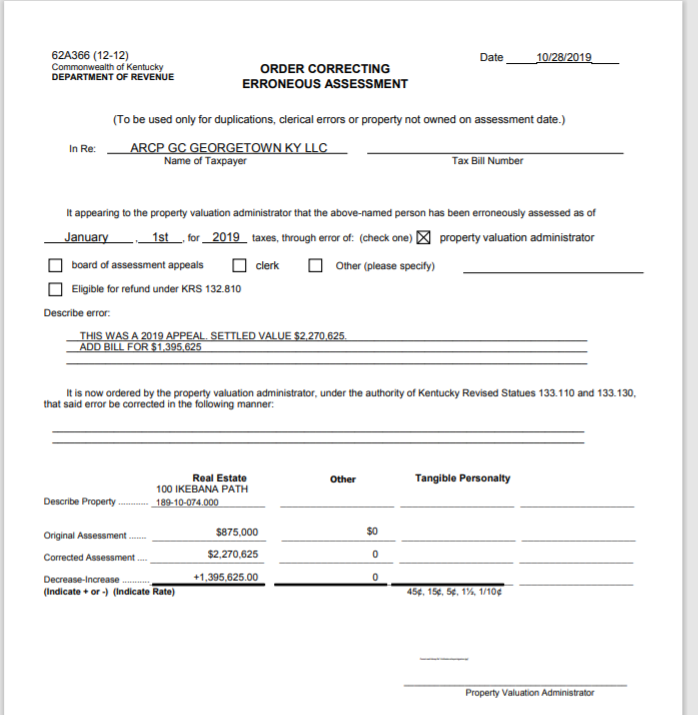 62A366 (12-12)
Commonwealth of Kentucky
DEPARTMENT OF REVENUE
ORDER CORRECTING
ERRONEOUS ASSESSMENT
Date 10/28/2019
(To be used only for duplications, clerical errors or property not owned on assessment date.)
In Re: ARCP GC GEORGETOWN KY LLC
Name of Taxpayer Tax Bill Number
It appearing to the property valuation administrator that the above-named person has been erroneously assessed as of
January , 1st , for 2019 taxes, through error of: (check one) ☒ property valuation administrator
☐ board of assessment appeals ☐ clerk ☐ Other (please specify)
☐ Eligible for refund under KRS 132.810
Describe error:
THIS WAS A 2019 APPEAL. SETTLED VALUE $2,270,625.
ADD BILL FOR $1,395,625
It is now ordered by the property valuation administrator, under the authority of Kentucky Revised Statues 133.110 and 133.130,
that said error be corrected in the following manner:
Real Estate Other Tangible Personalty
100 IKEBANA PATH
Describe Property ............ 189-10-074.000
Original Assessment ....... $875,000 $0
Corrected Assessment .... $2,270,625 0
Decrease-Increase ........... +1,395,625.00 0
(Indicate + or -) (Indicate Rate) 45¢, 15¢, 5¢, 1½, 1/10¢
Property Valuation Administrator